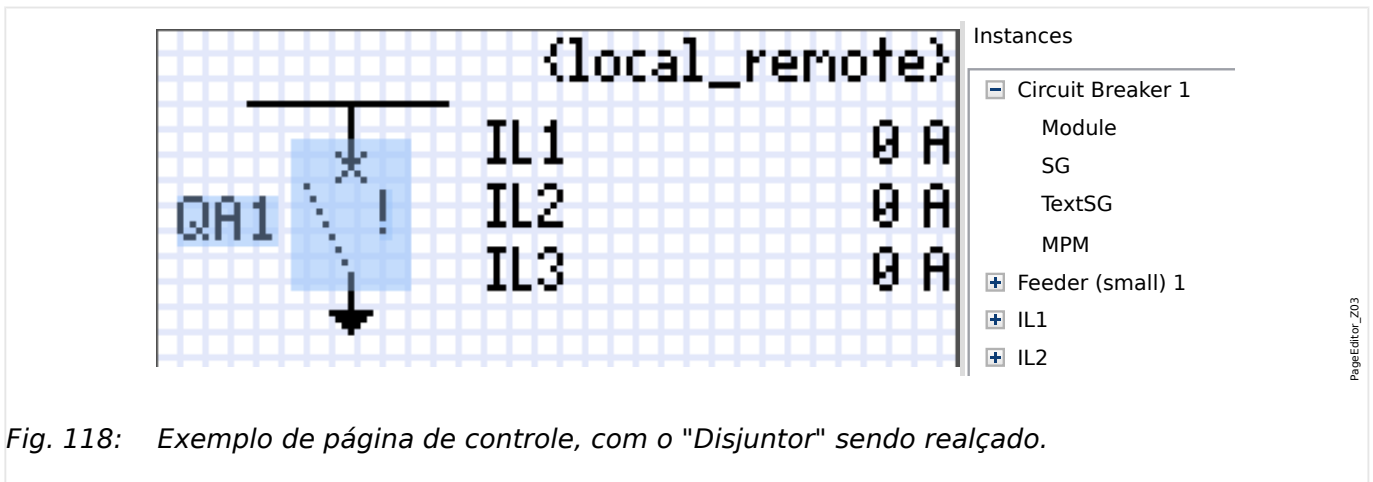 {local_remote}
IL1 0 A
QA1 !
IL2 0 A
IL3 0 A
Instances
Circuit Breaker 1
Module
SG
TextSG
MPM
Feeder (small) 1
IL1
IL2
PageEditor_Z03
Fig. 118: Exemplo de página de controle, com o "Disjuntor" sendo realçado.